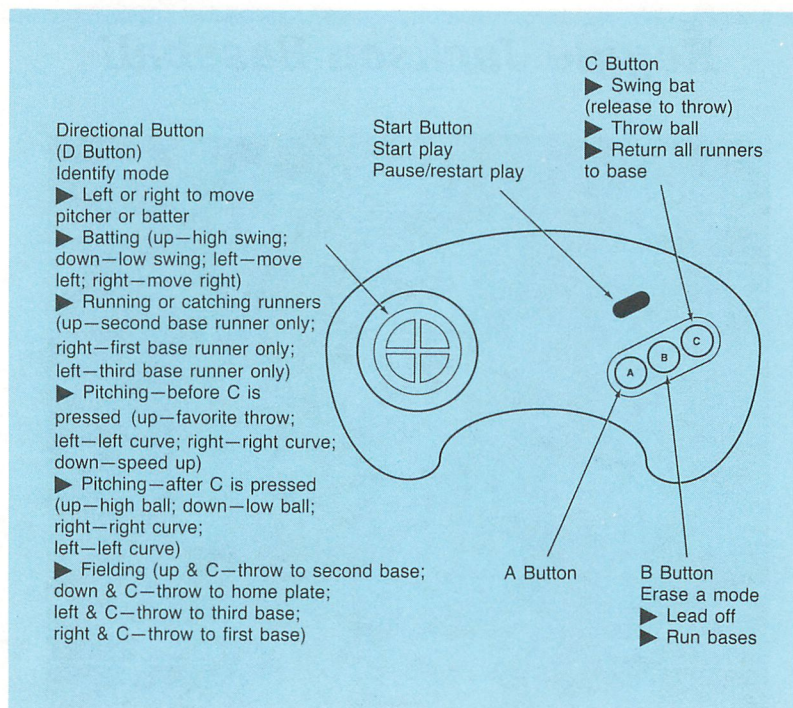 Directional Button
(D Button)
Identify mode
▶ Left or right to move
pitcher or batter
▶ Batting (up—high swing;
down—low swing; left—move
left; right—move right)
▶ Running or catching runners
(up—second base runner only;
right—first base runner only;
left—third base runner only)
▶ Pitching—before C is
pressed (up—favorite throw;
left—left curve; right—right curve;
down—speed up)
▶ Pitching—after C is pressed
(up—high ball; down—low ball;
right—right curve;
left—left curve)
▶ Fielding (up & C—throw to second base;
down & C—throw to home plate;
left & C—throw to third base;
right & C—throw to first base)
Start Button
Start play
Pause/restart play
C Button
▶ Swing bat
(release to throw)
▶ Throw ball
▶ Return all runners
to base
A
B
C
A Button
B Button
Erase a mode
▶ Lead off
▶ Run bases